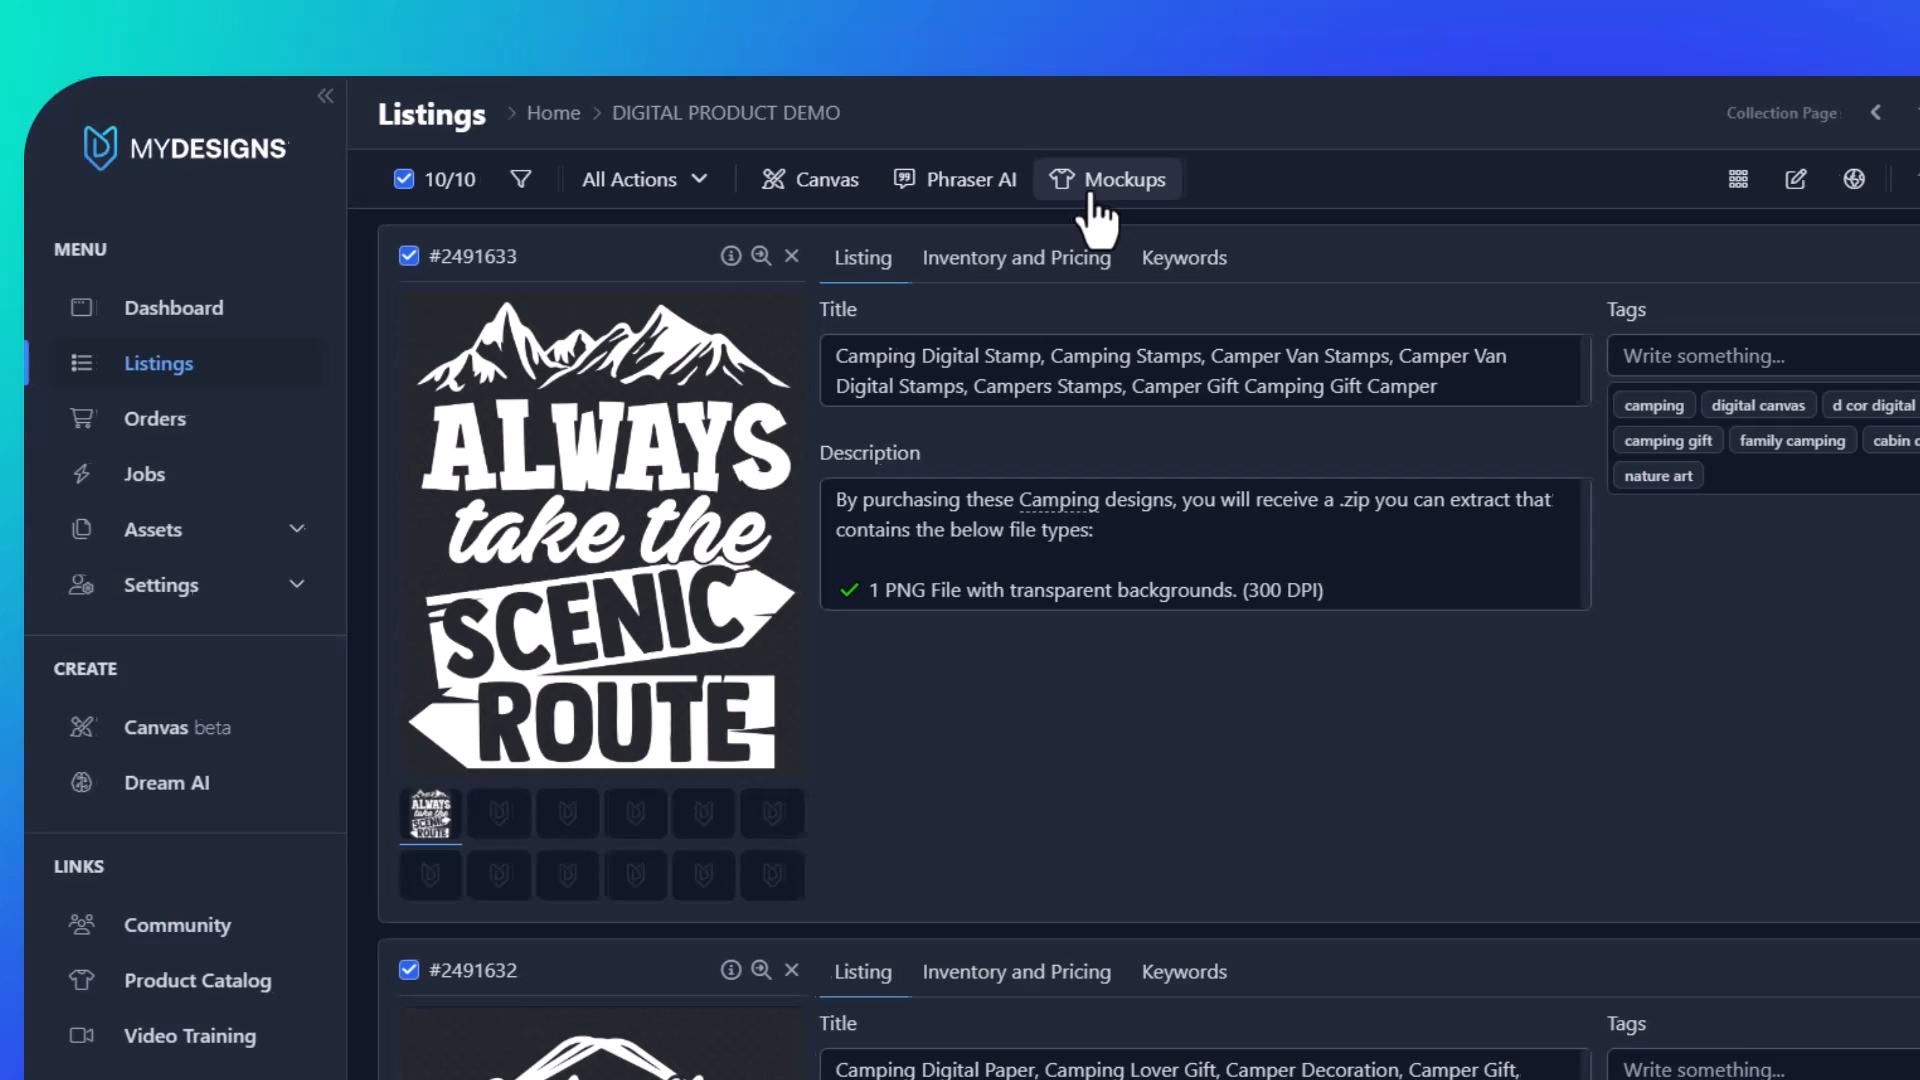 MYDESIGNS
Listings > Home > DIGITAL PRODUCT DEMO
Collection Page
10/10
All Actions
Canvas
Phraser AI
Mockups
MENU
Dashboard
Listings
Orders
Jobs
Assets
Settings
CREATE
Canvas beta
Dream AI
LINKS
Community
Product Catalog
Video Training
#2491633
ALWAYS
take the
SCENIC
ROUTE
ALWAYS
take the
SCENIC
ROUTE
Listing
Inventory and Pricing
Keywords
Title
Camping Digital Stamp, Camping Stamps, Camper Van Stamps, Camper Van
Digital Stamps, Campers Stamps, Camper Gift Camping Gift Camper
Description
By purchasing these Camping designs, you will receive a .zip you can extract that
contains the below file types:
✓ 1 PNG File with transparent backgrounds. (300 DPI)
Tags
Write something...
camping
digital canvas
d cor digital
camping gift
family camping
cabin
nature art
#2491632
Listing
Inventory and Pricing
Keywords
Title
Camping Digital Paper, Camping Lover Gift, Camper Decoration, Camper Gift,
Tags
Write something...